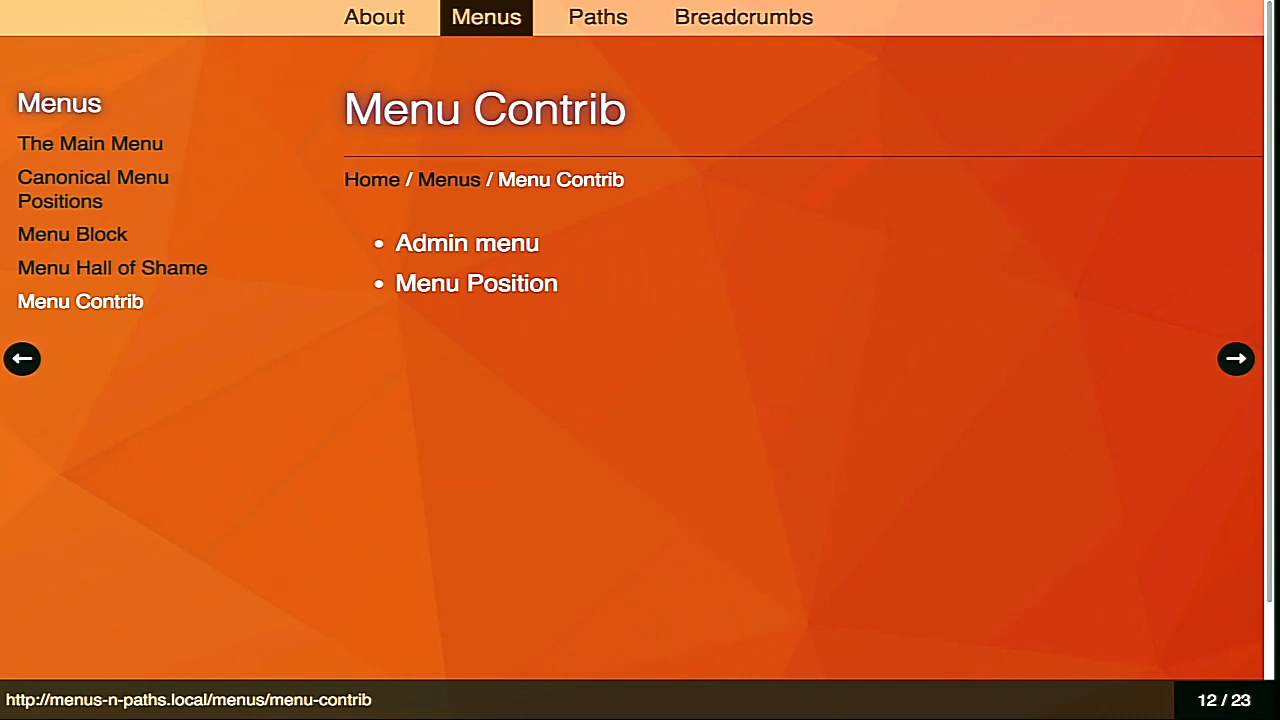 About Menus Paths Breadcrumbs
Menus
The Main Menu
Canonical Menu
Positions
Menu Block
Menu Hall of Shame
Menu Contrib
Menu Contrib
Home / Menus / Menu Contrib
• Admin menu
• Menu Position
http://menus-n-paths.local/menus/menu-contrib
12 / 23